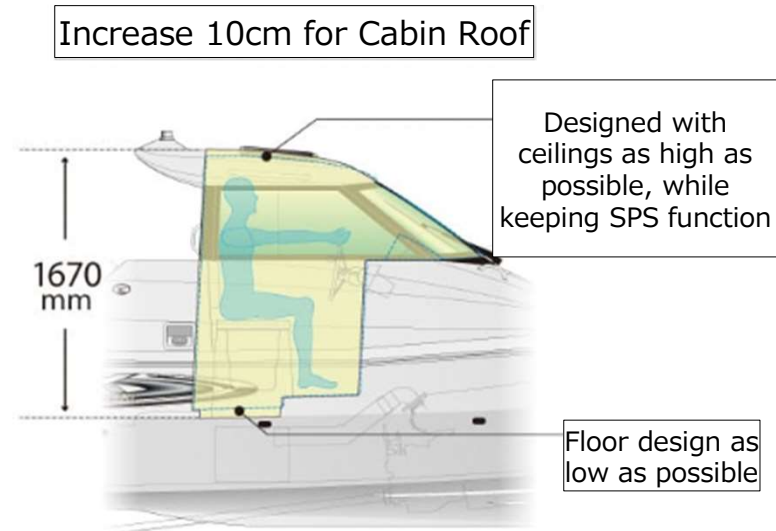 Increase 10cm for Cabin Roof
Designed with
ceilings as high as
possible, while
keeping SPS function
1670
mm
Floor design as
low as possible